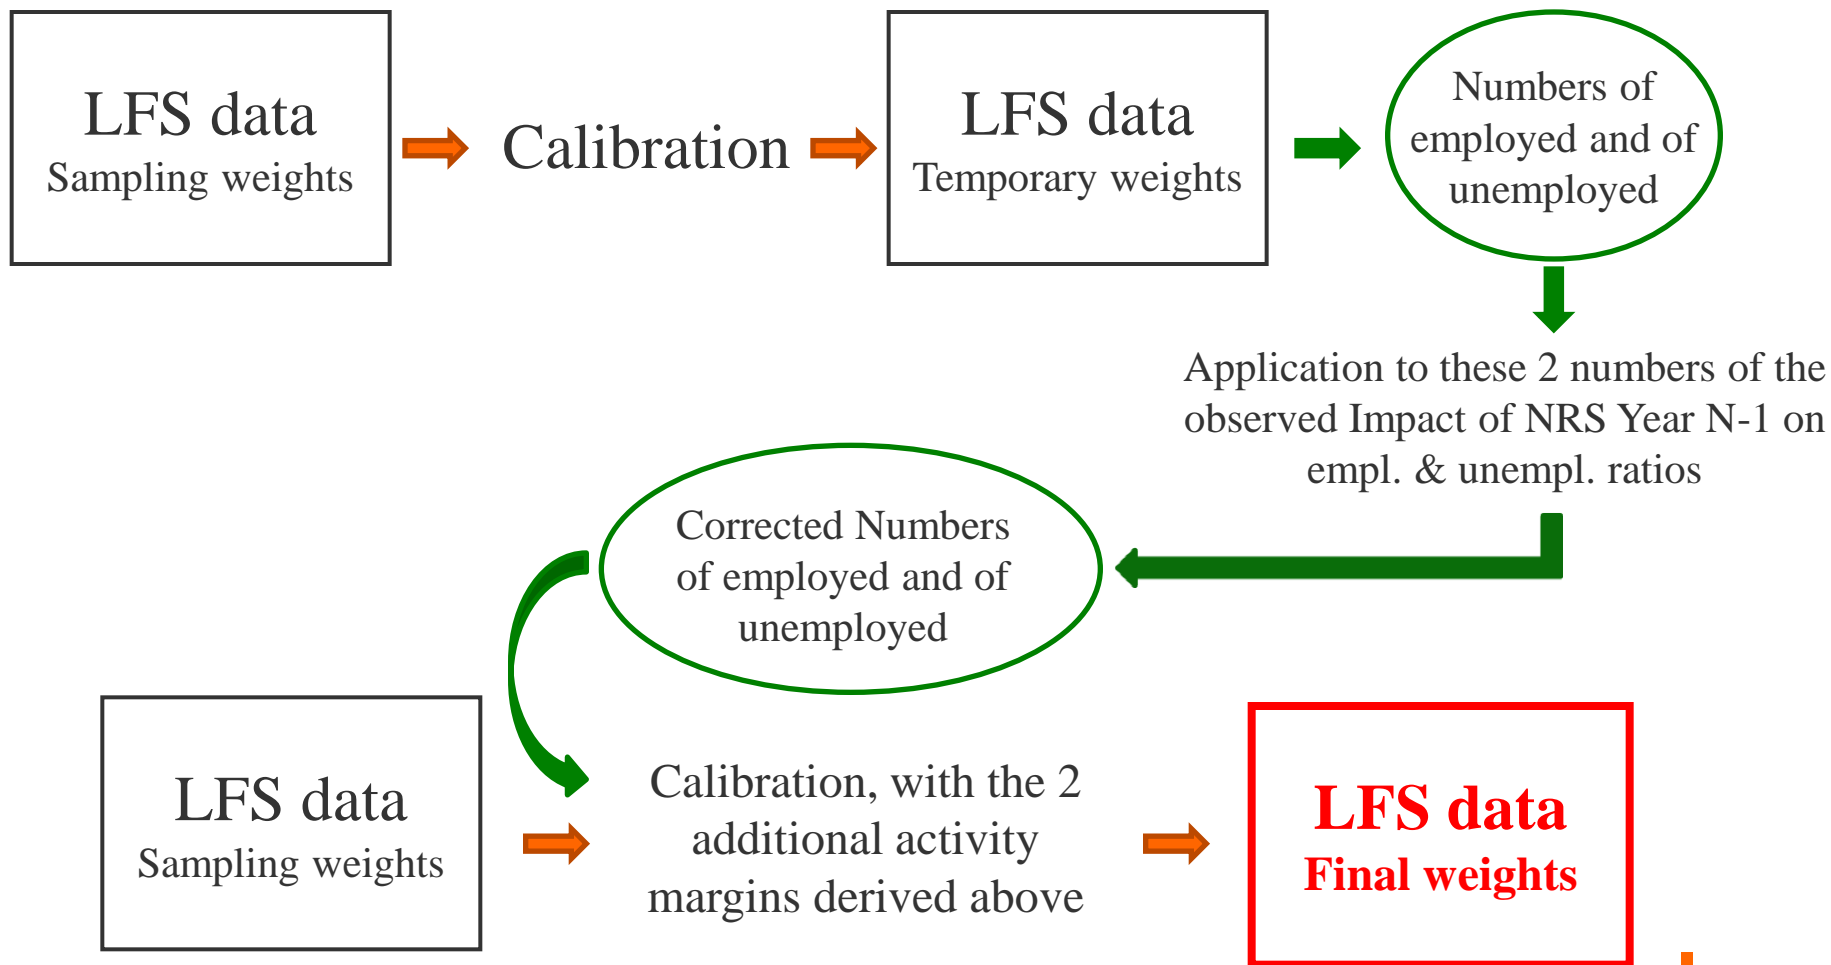 LFS data
Sampling weights
Calibration
LFS data
Temporary weights
Numbers of
employed and of
unemployed
Application to these 2 numbers of the
observed Impact of NRS Year N-1 on
empl. & unempl. ratios
Corrected Numbers
of employed and of
unemployed
LFS data
Sampling weights
Calibration, with the 2
additional activity
margins derived above
LFS data
Final weights